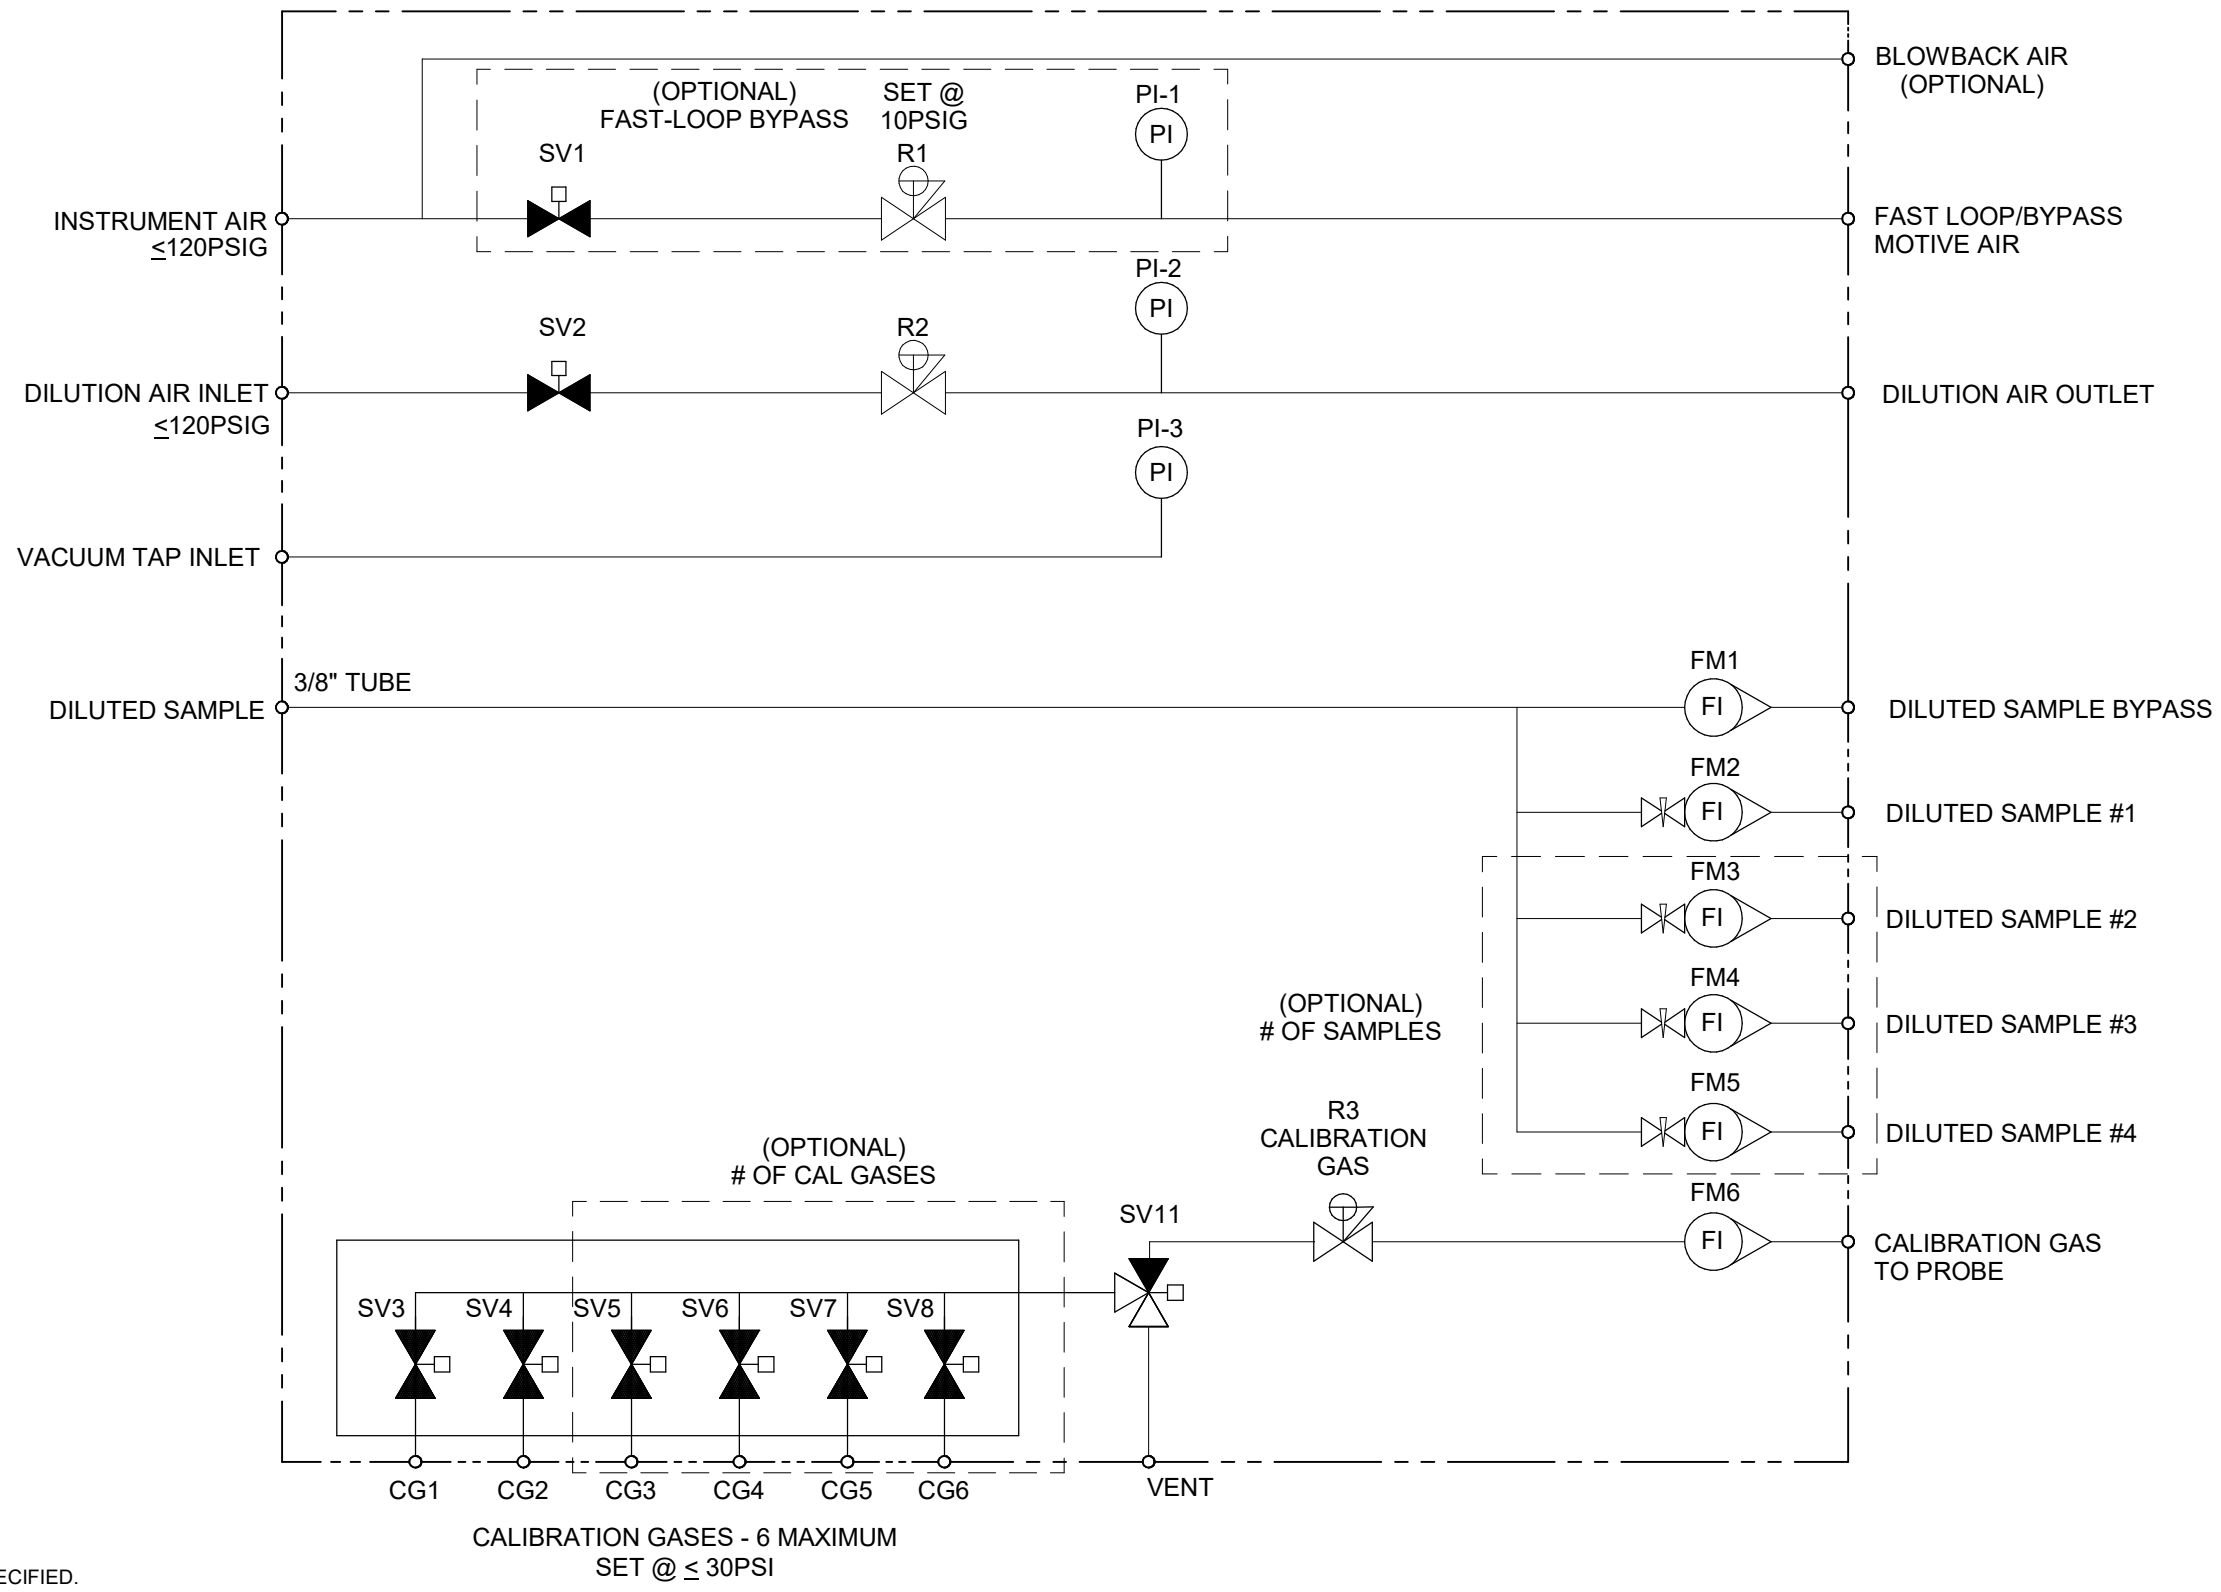 BLOWBACK AIR
(OPTIONAL)
(OPTIONAL)
FAST-LOOP BYPASS
SET @
10PSIG
PI-1
PI
SV1
R1
INSTRUMENT AIR
≤120PSIG
FAST LOOP/BYPASS
MOTIVE AIR
PI-2
PI
SV2
R2
DILUTION AIR INLET
≤120PSIG
DILUTION AIR OUTLET
PI-3
PI
VACUUM TAP INLET
3/8" TUBE
DILUTED SAMPLE
FM1
FI
DILUTED SAMPLE BYPASS
FM2
FI
DILUTED SAMPLE #1
FM3
FI
DILUTED SAMPLE #2
(OPTIONAL)
# OF SAMPLES
FM4
FI
DILUTED SAMPLE #3
FM5
FI
DILUTED SAMPLE #4
R3
CALIBRATION
GAS
(OPTIONAL)
# OF CAL GASES
SV11
FM6
FI
CALIBRATION GAS
TO PROBE
SV3
SV4
SV5
SV6
SV7
SV8
CG1
CG2
CG3
CG4
CG5
CG6
VENT
CALIBRATION GASES - 6 MAXIMUM
SET @ ≤ 30PSI
ECIFIED.